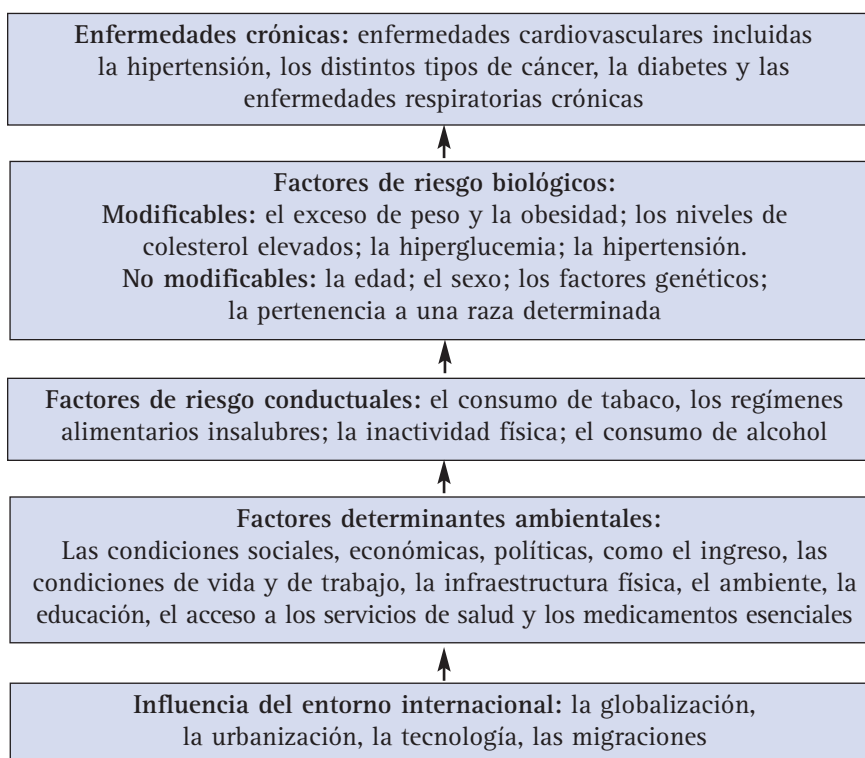 Enfermedades crónicas: enfermedades cardiovasculares incluidas
la hipertensión, los distintos tipos de cáncer, la diabetes y las
enfermedades respiratorias crónicas
Factores de riesgo biológicos:
Modificables: el exceso de peso y la obesidad; los niveles de
colesterol elevados; la hiperglucemia; la hipertensión.
No modificables: la edad; el sexo; los factores genéticos;
la pertenencia a una raza determinada
Factores de riesgo conductuales: el consumo de tabaco, los regímenes
alimentarios insalubres; la inactividad física; el consumo de alcohol
Factores determinantes ambientales:
Las condiciones sociales, económicas, políticas, como el ingreso, las
condiciones de vida y de trabajo, la infraestructura física, el ambiente, la
educación, el acceso a los servicios de salud y los medicamentos esenciales
Influencia del entorno internacional: la globalización,
la urbanización, la tecnología, las migraciones